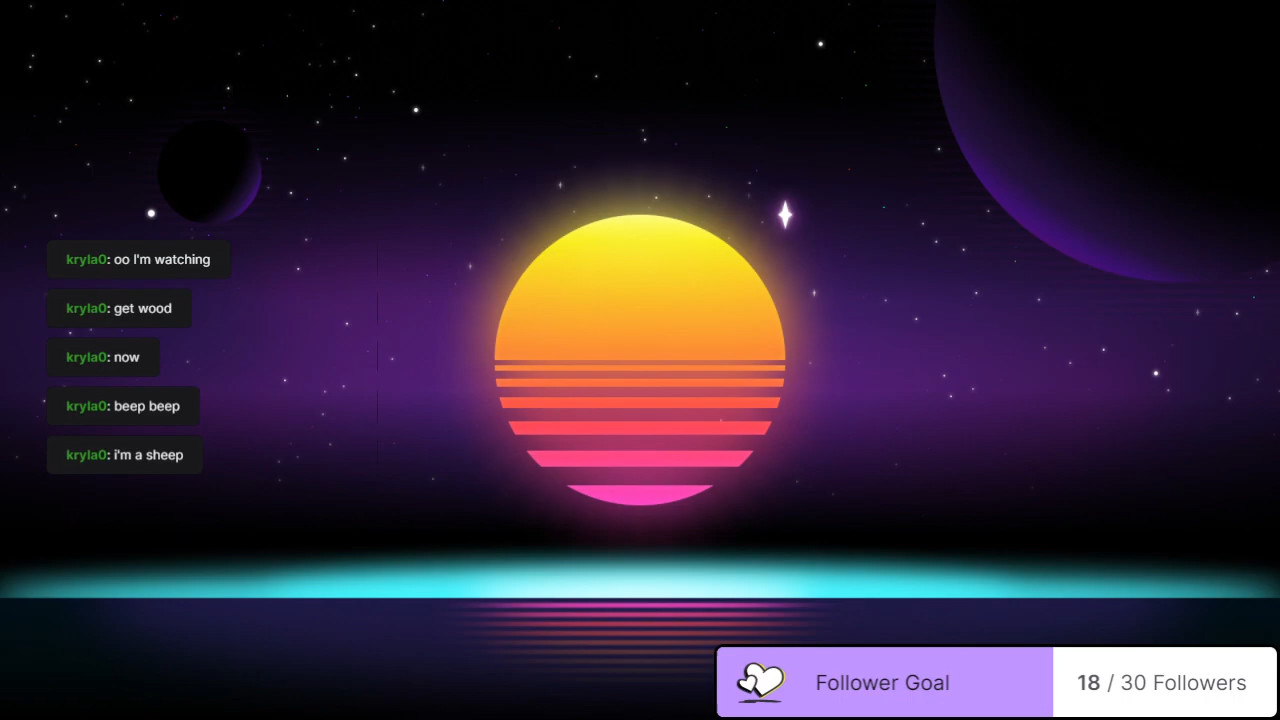 kryla0: oo I'm watching
kryla0: get wood
kryla0: now
kryla0: beep beep
kryla0: i'm a sheep
Follower Goal 18 / 30 Followers